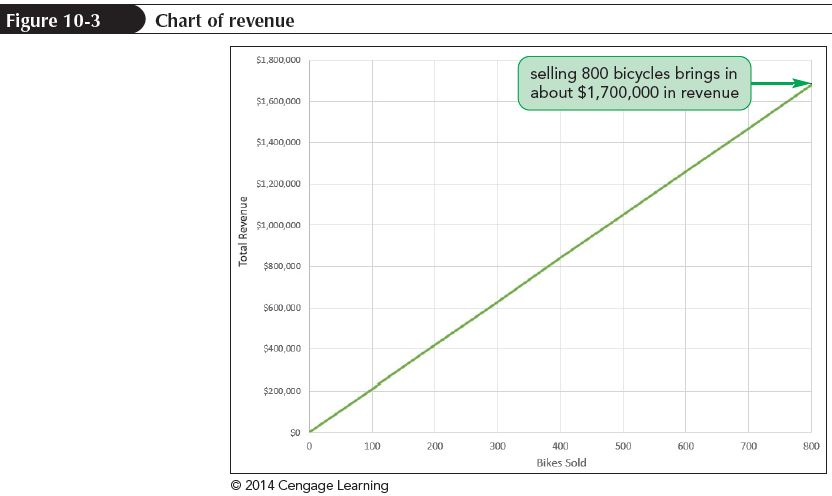 Figure 10-3 Chart of revenue
selling 800 bicycles brings in
about $1,700,000 in revenue
Total Revenue
$1,800,000
$1,600,000
$1,400,000
$1,200,000
$1,000,000
$800,000
$600,000
$400,000
$200,000
$0
0 100 200 300 400 500 600 700 800
Bikes Sold
© 2014 Cengage Learning